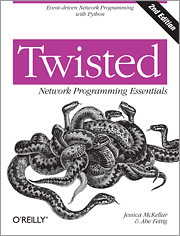 Event-driven Network Programming
with Python
2nd Edition
Twisted
Network Programming Essentials
O'REILLY®
Jessica McKellar
& Abe Fettig